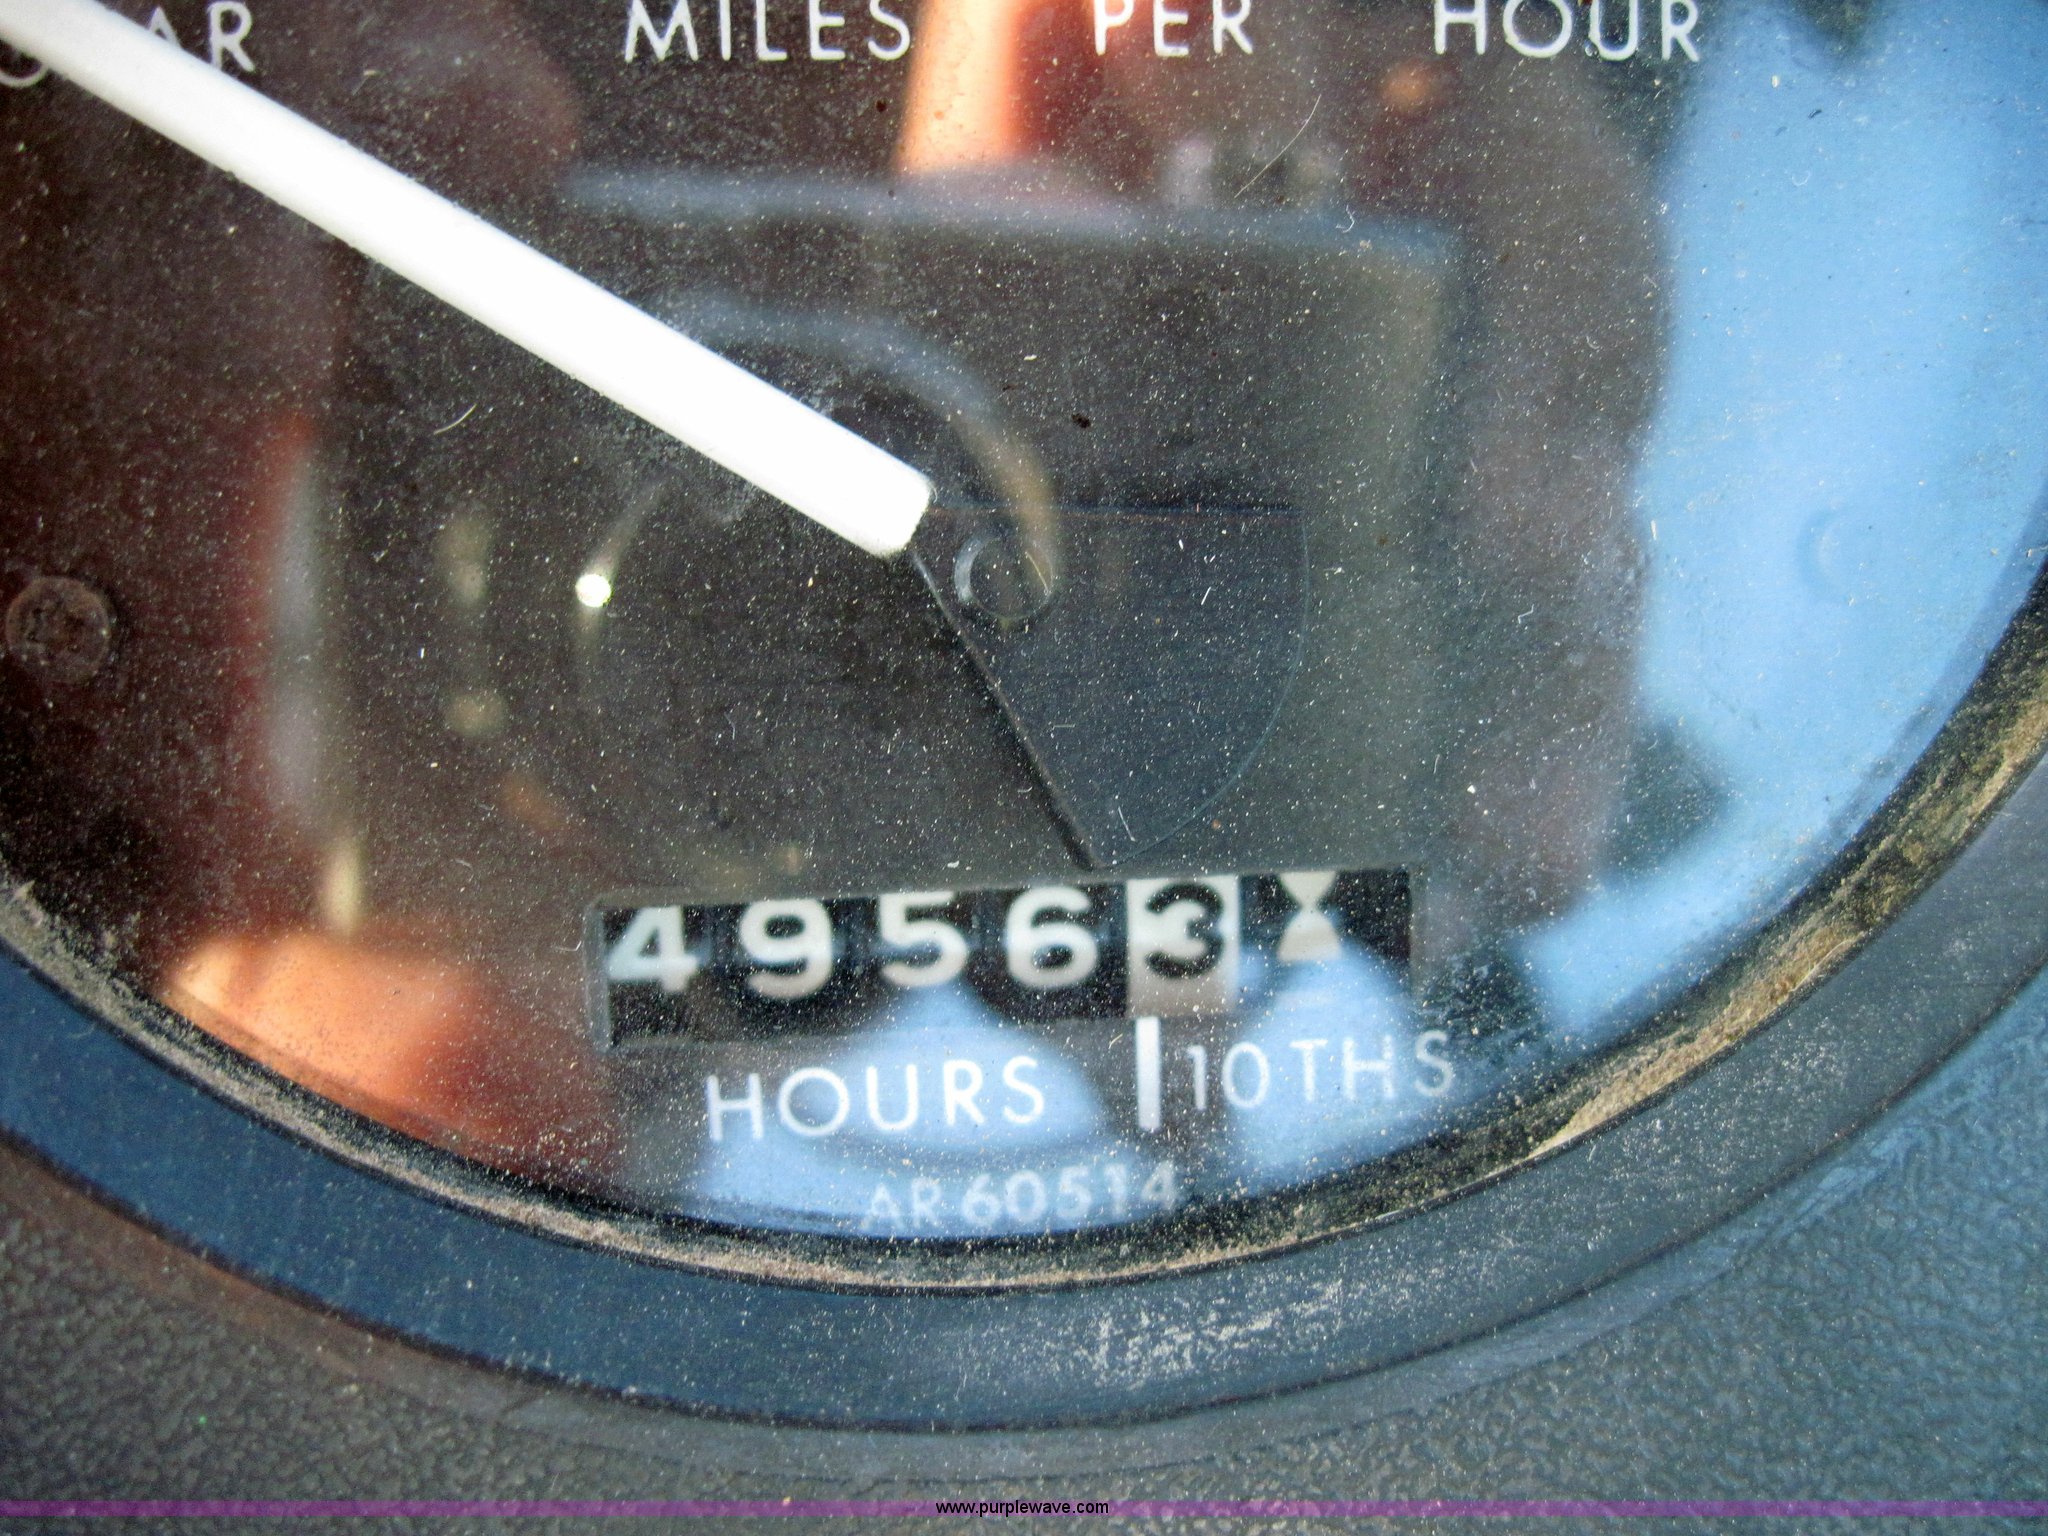 MILES PER HOUR
49563
HOURS 10THS
AR60514
www.purplewave.com